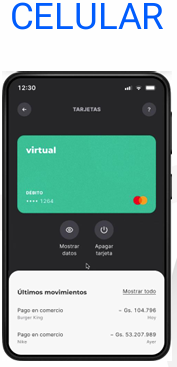 CELULAR
12:30
TARJETAS
?
virtual
DÉBITO
•••• 1264
Mostrar
datos
Apagar
tarjeta
Últimos movimientos
Mostrar todo
Pago en comercio
– Gs. 104.796
Burger King
Hoy
Pago en comercio
– Gs. 53.207.989
Nike
Ayer